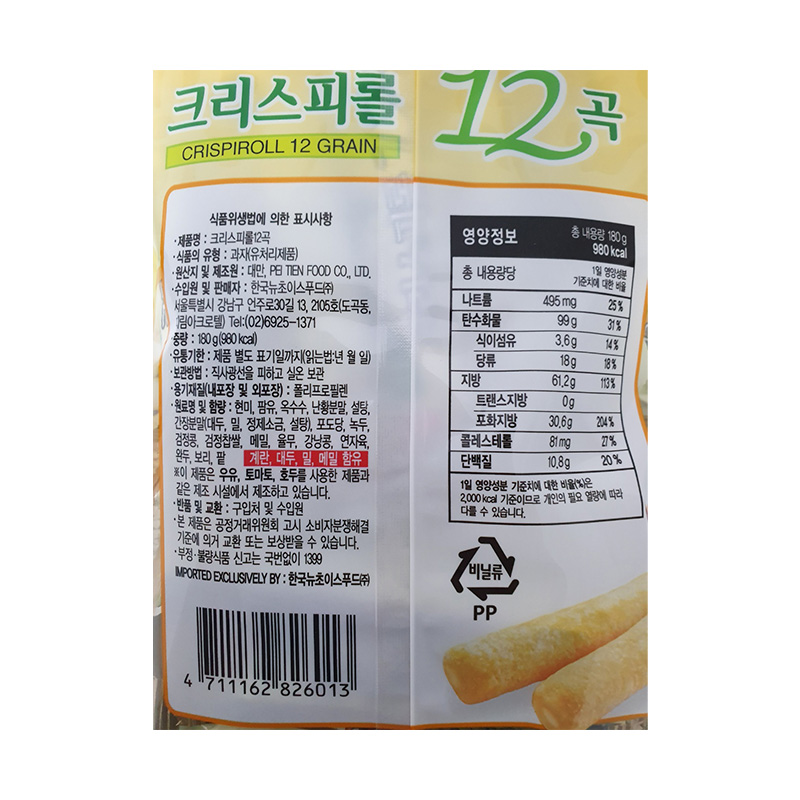 크리스피롤 12곡
CRISPIROLL 12 GRAIN
식품위생법에 의한 표시사항
·제품명 : 크리스피롤12곡
·식품의 유형 : 과자(유처리제품)
·원산지 및 제조원 : 대만, PEI TIEN FOOD CO., LTD.
·수입원 및 판매자 : 한국뉴초이스푸드㈜
서울특별시 강남구 언주로30길 13, 2105호(도곡동,
림아크로텔) Tel:(02)6925-1371
·중량 : 180g(980kcal)
·유통기한 : 제품 별도 표기일까지(읽는법:년 월 일)
·보관방법 : 직사광선을 피하고 실온 보관
·용기재질(내포장 및 외포장) : 폴리프로필렌
·원료명 및 함량 : 현미, 팜유, 옥수수, 난황분말, 설탕,
간장분말(대두, 밀, 정제소금, 설탕), 포도당, 녹두,
검정콩, 검정찹쌀, 메밀, 율무, 강낭콩, 연자육,
완두, 보리, 팥 계란, 대두, 밀, 메밀 함유
※이 제품은 우유, 토마토, 호두를 사용한 제품과
같은 제조 시설에서 제조하고 있습니다.
·반품 및 교환 : 구입처 및 수입원
·본 제품은 공정거래위원회 고시 소비자분쟁해결
기준에 의거 교환 또는 보상받을 수 있습니다.
·부정·불량식품 신고는 국번없이 1399
IMPORTED EXCLUSIVELY BY : 한국뉴초이스푸드㈜
4 711162 826013
영양정보 총 내용량 180g
980kcal
총 내용량당 1일 영양성분
기준치에 대한 비율
나트륨 495mg 25%
탄수화물 99g 31%
식이섬유 3,6g 14%
당류 18g 18%
지방 61,2g 113%
트랜스지방 0g
포화지방 30,6g 204%
콜레스테롤 81mg 27%
단백질 10,8g 20%
1일 영양성분 기준치에 대한 비율(%)은
2,000kcal 기준이므로 개인의 필요 열량에 따라
다를 수 있습니다.
비닐류
PP